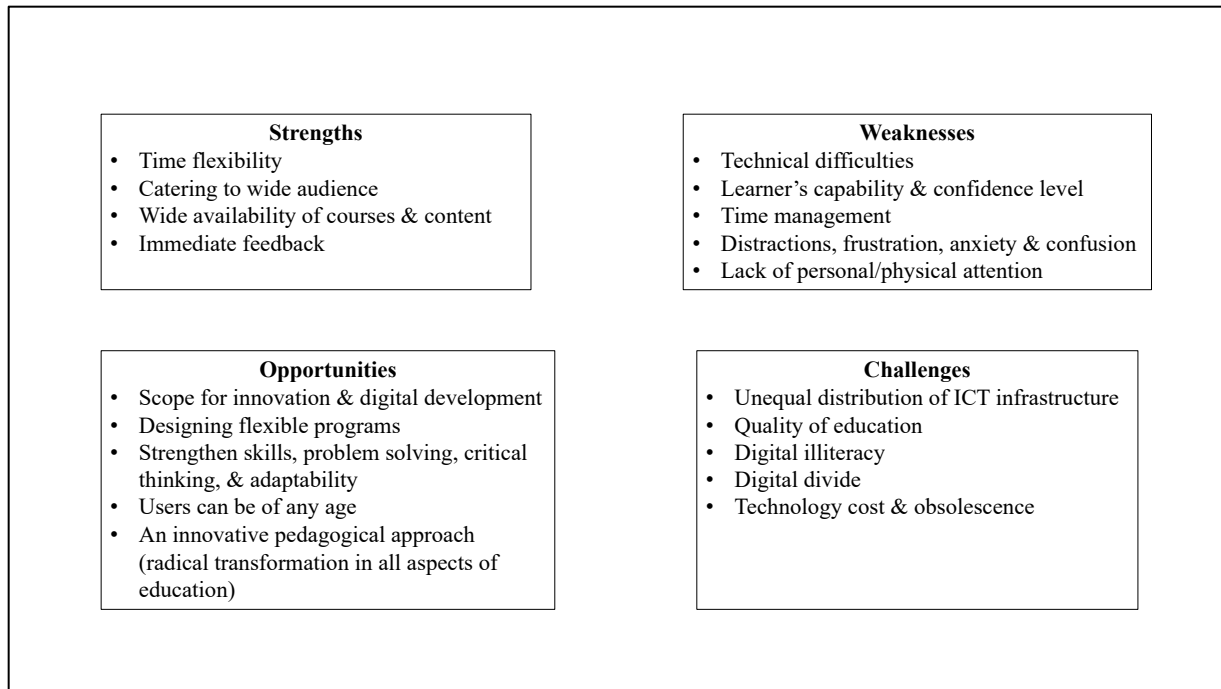 Strengths
• Time flexibility
• Catering to wide audience
• Wide availability of courses & content
• Immediate feedback
Weaknesses
• Technical difficulties
• Learner’s capability & confidence level
• Time management
• Distractions, frustration, anxiety & confusion
• Lack of personal/physical attention
Opportunities
• Scope for innovation & digital development
• Designing flexible programs
• Strengthen skills, problem solving, critical
thinking, & adaptability
• Users can be of any age
• An innovative pedagogical approach
(radical transformation in all aspects of
education)
Challenges
• Unequal distribution of ICT infrastructure
• Quality of education
• Digital illiteracy
• Digital divide
• Technology cost & obsolescence